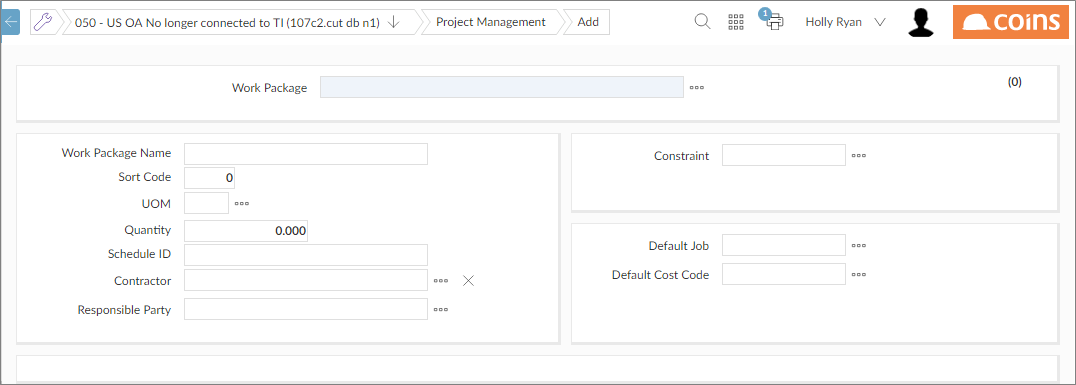 050 - US OA No longer connected to TI (107c2.cut db n1)
Project Management
Add
1
Holly Ryan
coins
Work Package
(0)
Work Package Name
Sort Code
0
UOM
Quantity
0.000
Schedule ID
Contractor
Responsible Party
Constraint
Default Job
Default Cost Code